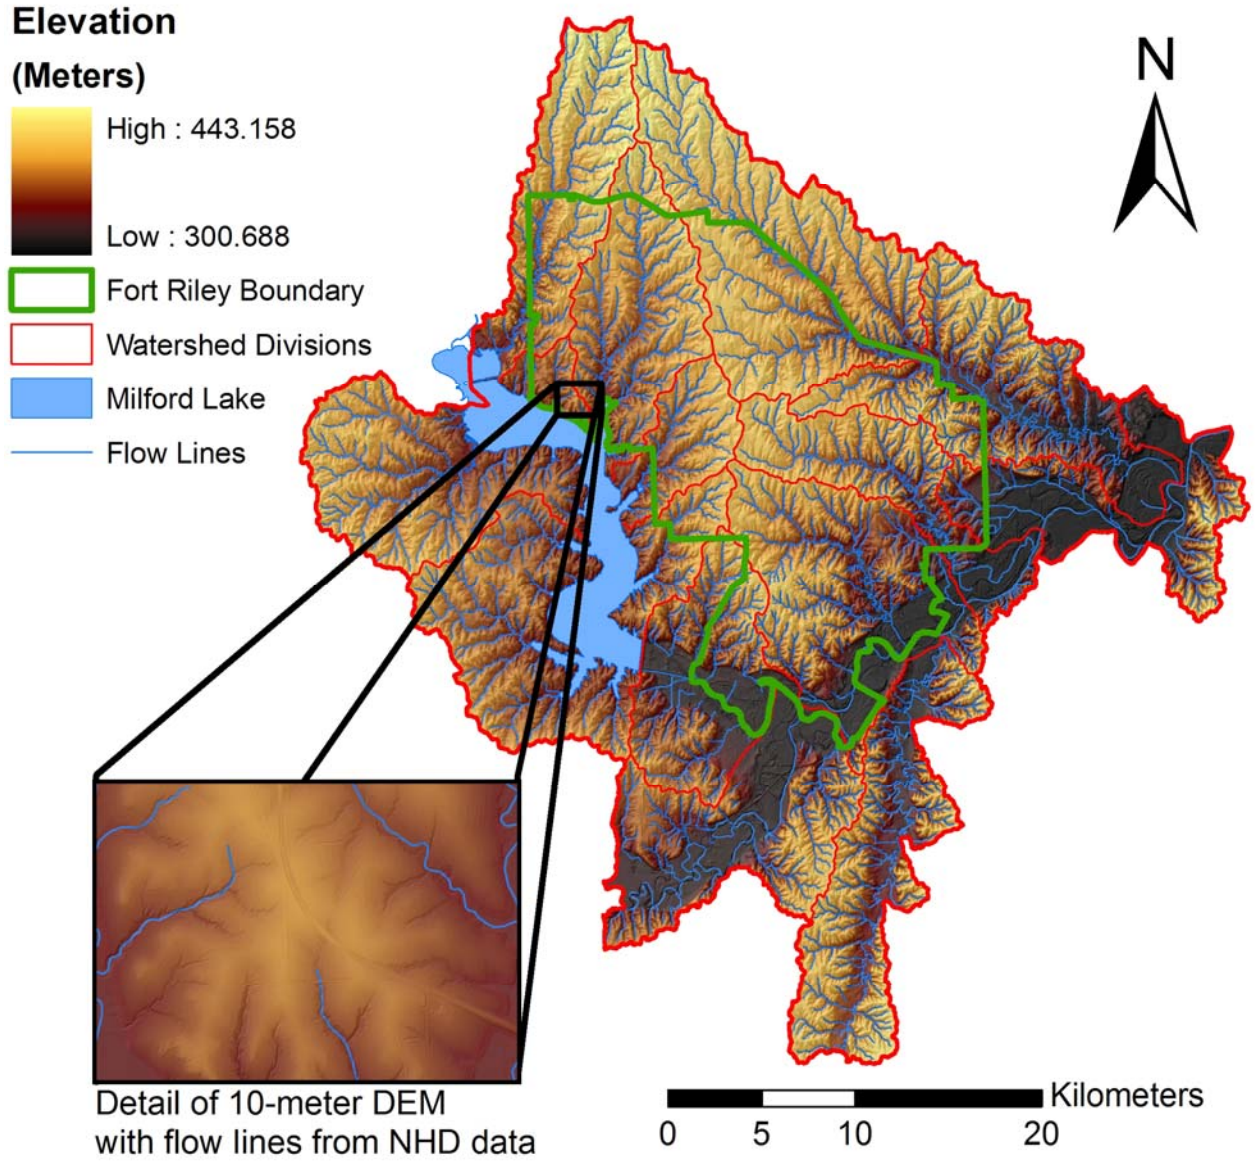 Elevation
(Meters)
High : 443.158
Low : 300.688
Fort Riley Boundary
Watershed Divisions
Milford Lake
Flow Lines
N
Detail of 10-meter DEM
with flow lines from NHD data
Kilometers
0 5 10 20